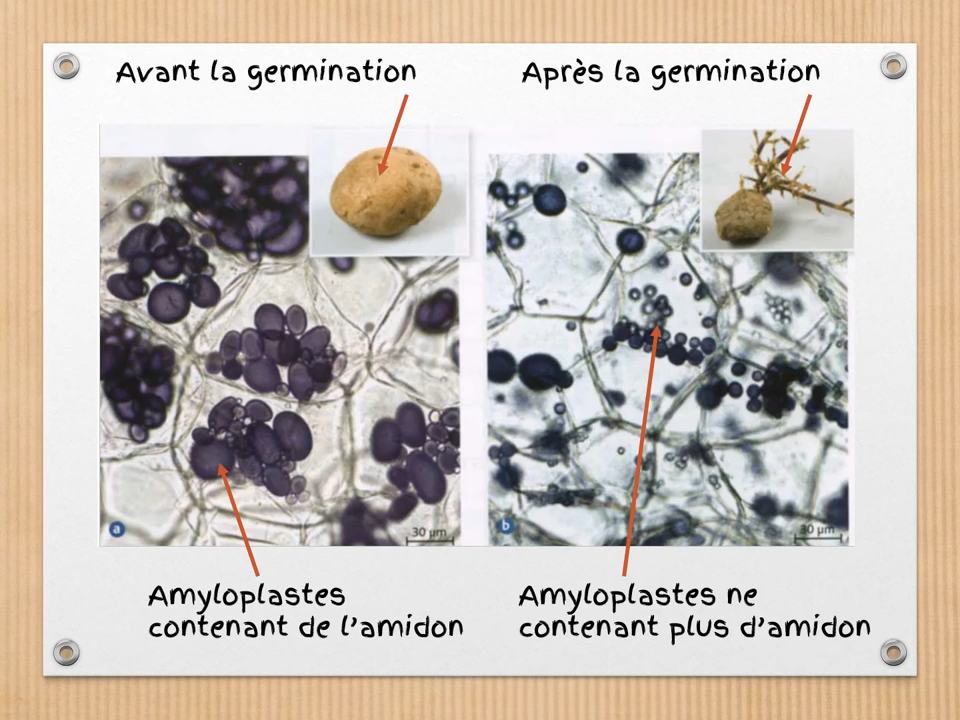 Avant la germination
Après la germination
a
30 µm
b
30 µm
Amyloplastes
contenant de l'amidon
Amyloplastes ne
contenant plus d'amidon